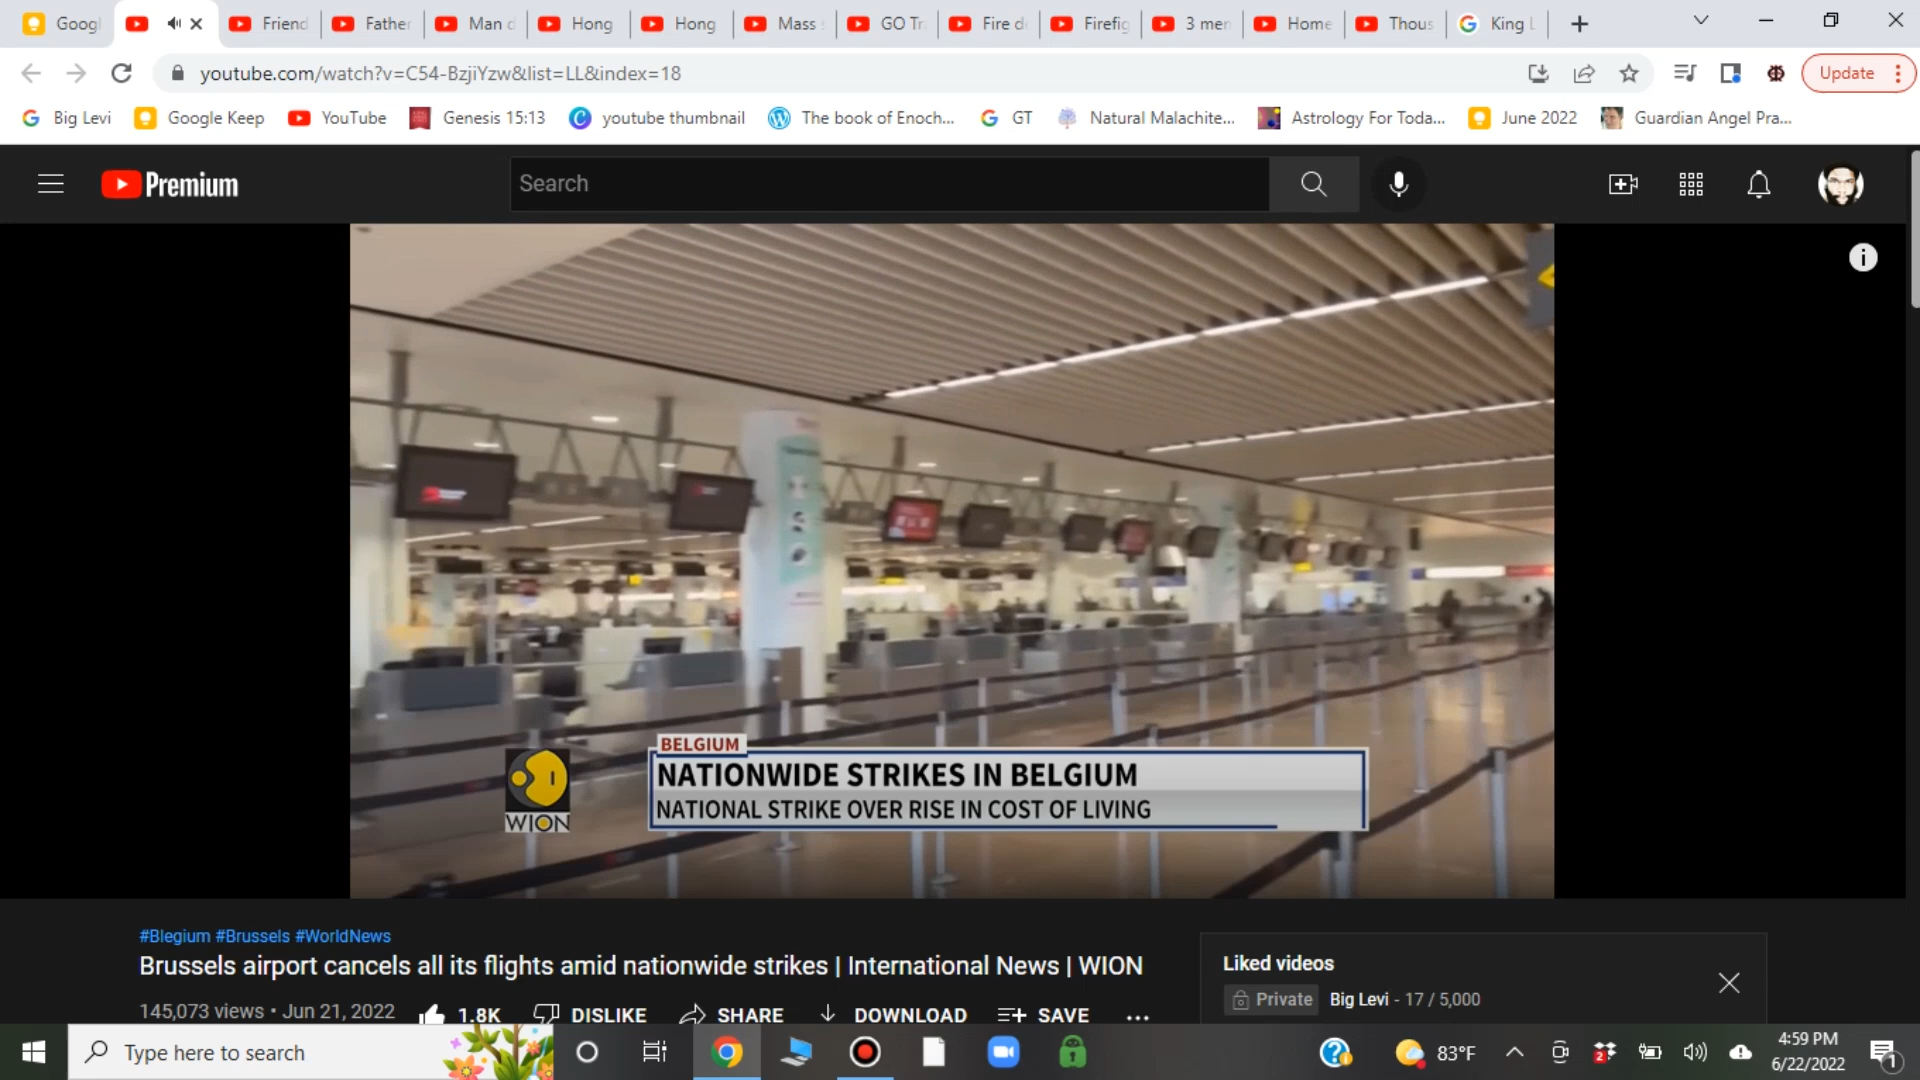 Googl
Friend
Father
Man d
Hong
Hong
Mass s
GO Tr
Fire d
Firefig
3 men
Home
Thous
King L
youtube.com/watch?v=C54-BzjiYzw&list=LL&index=18
Update
Big Levi
Google Keep
YouTube
Genesis 15:13
youtube thumbnail
The book of Enoch...
GT
Natural Malachite...
Astrology For Toda...
June 2022
Guardian Angel Pra...
Premium
Search
BELGIUM
NATIONWIDE STRIKES IN BELGIUM
NATIONAL STRIKE OVER RISE IN COST OF LIVING
WION
#Blegium #Brussels #WorldNews
Brussels airport cancels all its flights amid nationwide strikes | International News | WION
145,073 views • Jun 21, 2022
1.8K
DISLIKE
SHARE
DOWNLOAD
SAVE
Liked videos
Private Big Levi - 17 / 5,000
Type here to search
83°F
2
4:59 PM
6/22/2022
1